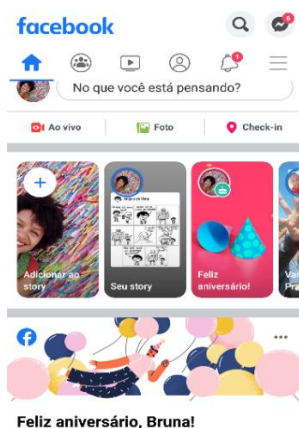 facebook
6
No que você está pensando?
Ao vivo
Foto
Check-in
Adicionar ao
story
Seu story
Feliz
aniversário!
Feliz aniversário, Bruna!